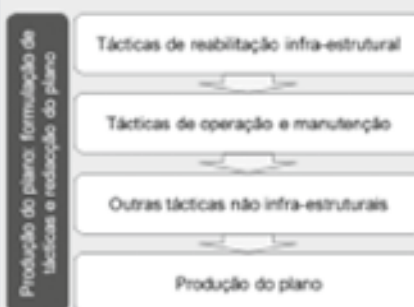 Produção do plano: formulação de
tácticas e redacção do plano
Tácticas de reabilitação infra-estrutural
Tácticas de operação e manutenção
Outras tácticas não infra-estruturais
Produção do plano